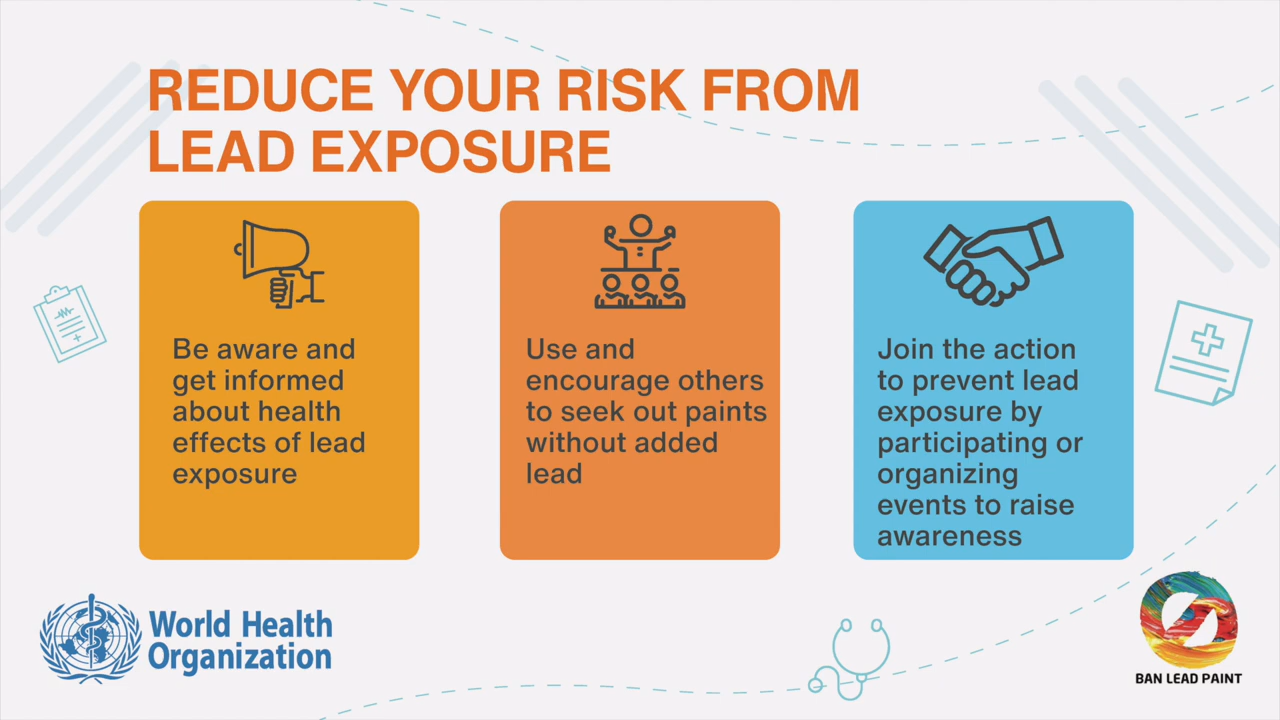 REDUCE YOUR RISK FROM
LEAD EXPOSURE
Be aware and
get informed
about health
effects of lead
exposure
Use and
encourage others
to seek out paints
without added
lead
Join the action
to prevent lead
exposure by
participating or
organizing
events to raise
awareness
World Health
Organization
BAN LEAD PAINT